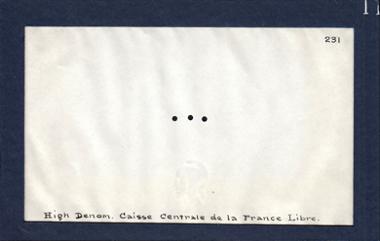 231
High Denom. Caisse Centrale de la France Libre.